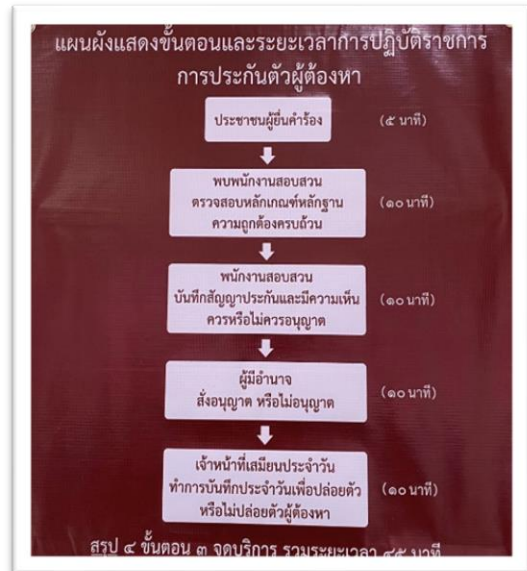 แผนผังแสดงขั้นตอนและระยะเวลาการปฏิบัติราชการ
การประกันตัวผู้ต้องหา
ประชาชนผู้ยื่นคำร้อง (๕ นาที)
พบพนักงานสอบสวน
ตรวจสอบหลักเกณฑ์หลักฐาน (๑๐ นาที)
ความถูกต้องครบถ้วน
พนักงานสอบสวน
บันทึกสัญญาประกันและมีความเห็น (๑๐ นาที)
ควรหรือไม่ควรอนุญาต
ผู้มีอำนาจ
สั่งอนุญาต หรือไม่อนุญาต (๑๐ นาที)
เจ้าหน้าที่เสมียนประจำวัน
ทำการบันทึกประจำวันเพื่อปล่อยตัว (๑๐ นาที)
หรือไม่ปล่อยตัวผู้ต้องหา
สรุป ๔ ขั้นตอน ๓ จุดบริการ รวมระยะเวลา ๔๕ นาที